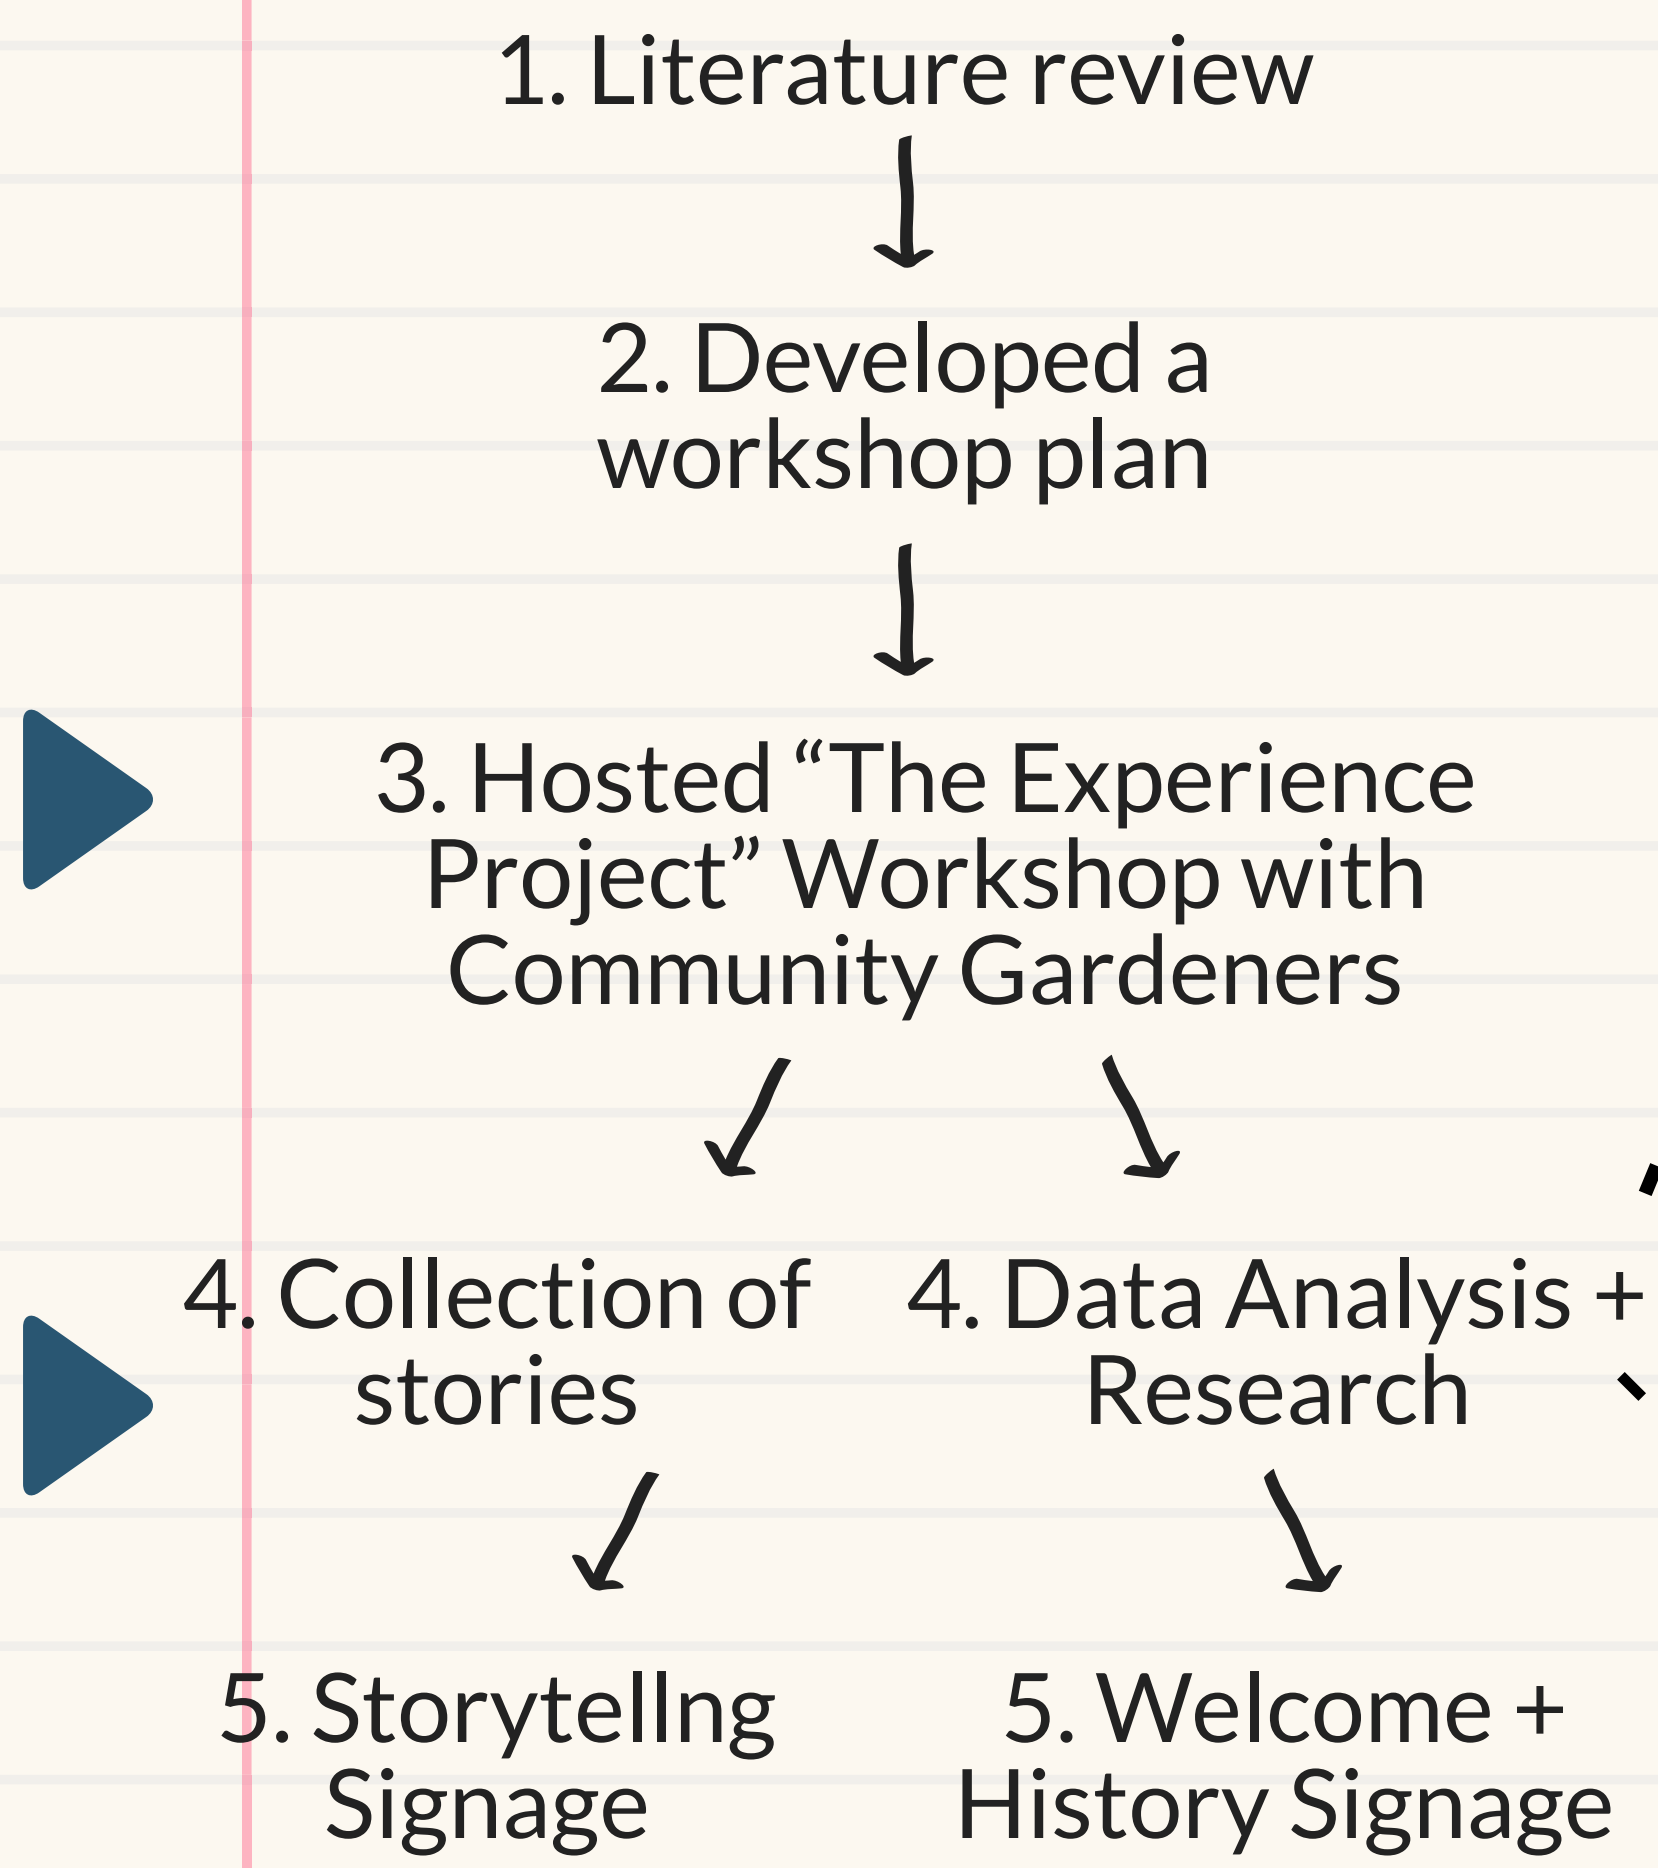 1. Literature review
2. Developed a
workshop plan
3. Hosted “The Experience
Project” Workshop with
Community Gardeners
4. Collection of
stories
4. Data Analysis +
Research
5. Storytellng
Signage
5. Welcome +
History Signage